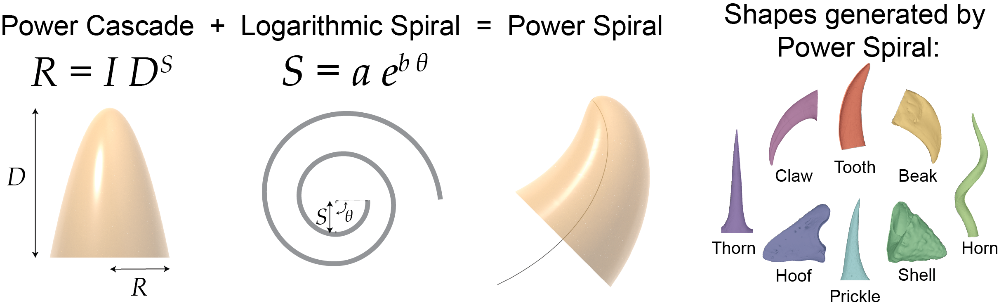 Power Cascade + Logarithmic Spiral = Power Spiral
R = I D^S
S = a e^{b θ}
D
R
S
θ
Shapes generated by
Power Spiral:
Claw
Tooth
Beak
Thorn
Hoof
Prickle
Shell
Horn